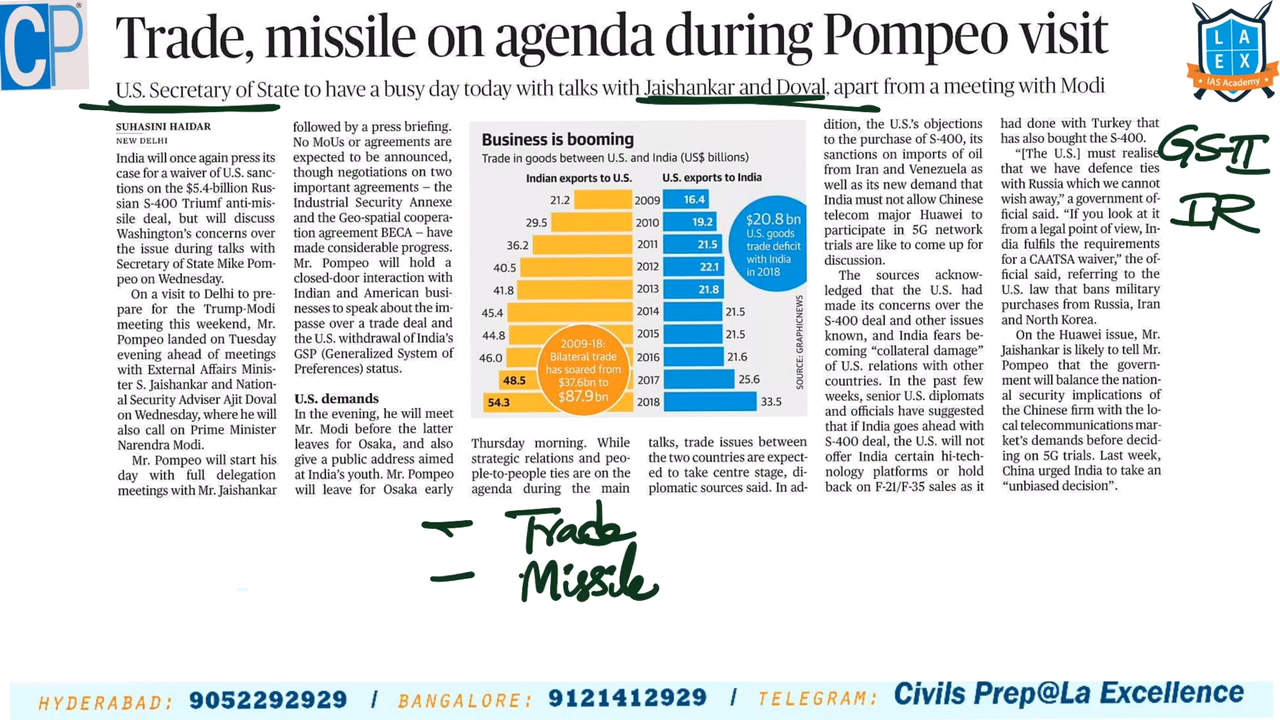 CP
Trade, missile on agenda during Pompeo visit
U.S. Secretary of State to have a busy day today with talks with Jaishankar and Doval, apart from a meeting with Modi
L A
E X
IAS Academy
SUHASINI HAIDAR
NEW DELHI
India will once again press its
case for a waiver of U.S. sanc-
tions on the $5.4-billion Rus-
sian S-400 Triumf anti-mis-
sile deal, but will discuss
Washington's concerns over
the issue during talks with
Secretary of State Mike Pom-
peo on Wednesday.
On a visit to Delhi to pre-
pare for the Trump-Modi
meeting this weekend, Mr.
Pompeo landed on Tuesday
evening ahead of meetings
with External Affairs Minis-
ter S. Jaishankar and Nation-
al Security Adviser Ajit Doval
on Wednesday, where he will
also call on Prime Minister
Narendra Modi.
Mr. Pompeo will start his
day with full delegation
meetings with Mr. Jaishankar
followed by a press briefing.
No MoUs or agreements are
expected to be announced,
though negotiations on two
important agreements – the
Industrial Security Annexe
and the Geo-spatial coopera-
tion agreement BECA – have
made considerable progress.
Mr. Pompeo will hold a
closed-door interaction with
Indian and American busi-
nesses to speak about the im-
passe over a trade deal and
the U.S. withdrawal of India's
GSP (Generalized System of
Preferences) status.
U.S. demands
In the evening, he will meet
Mr. Modi before the latter
leaves for Osaka, and also
give a public address aimed
at India's youth. Mr. Pompeo
will leave for Osaka early
Business is booming
Trade in goods between U.S. and India (US$ billions)
Indian exports to U.S. U.S. exports to India
21.2 2009 16.4
29.5 2010 19.2
36.2 2011 21.5
40.5 2012 22.1
41.8 2013 21.8
45.4 2014 21.5
44.8 2015 21.5
46.0 2016 21.6
48.5 2017 25.6
54.3 2018 33.5
$20.8 bn
U.S. goods
trade deficit
with India
in 2018
2009-18:
Bilateral trade
has soared from
$37.6bn to
$87.9 bn
SOURCE: GRAPHICNEWS
Thursday morning. While
strategic relations and peo-
ple-to-people ties are on the
agenda during the main
talks, trade issues between
the two countries are expect-
ed to take centre stage, di-
plomatic sources said. In ad-
dition, the U.S.'s objections
to the purchase of S-400, its
sanctions on imports of oil
from Iran and Venezuela as
well as its new demand that
India must not allow Chinese
telecom major Huawei to
participate in 5G network
trials are like to come up for
discussion.
The sources acknow-
ledged that the U.S. had
made its concerns over the
S-400 deal and other issues
known, and India fears be-
coming “collateral damage”
of U.S. relations with other
countries. In the past few
weeks, senior U.S. diplomats
and officials have suggested
that if India goes ahead with
S-400 deal, the U.S. will not
offer India certain hi-tech-
nology platforms or hold
back on F-21/F-35 sales as it
had done with Turkey that
has also bought the S-400.
“[The U.S.] must realise
that we have defence ties
with Russia which we cannot
wish away,” a government of-
ficial said. “If you look at it
from a legal point of view, In-
dia fulfils the requirements
for a CAATSA waiver,” the of-
ficial said, referring to the
U.S. law that bans military
purchases from Russia, Iran
and North Korea.
On the Huawei issue, Mr.
Jaishankar is likely to tell Mr.
Pompeo that the govern-
ment will balance the nation-
al security implications of
the Chinese firm with the lo-
cal telecommunications mar-
ket's demands before decid-
ing on 5G trials. Last week,
China urged India to take an
“unbiased decision”.
GS-II
IR
– Trade
– Missile
HYDERABAD: 9052292929 / BANGALORE: 9121412929 / TELEGRAM: Civils Prep@La Excellence